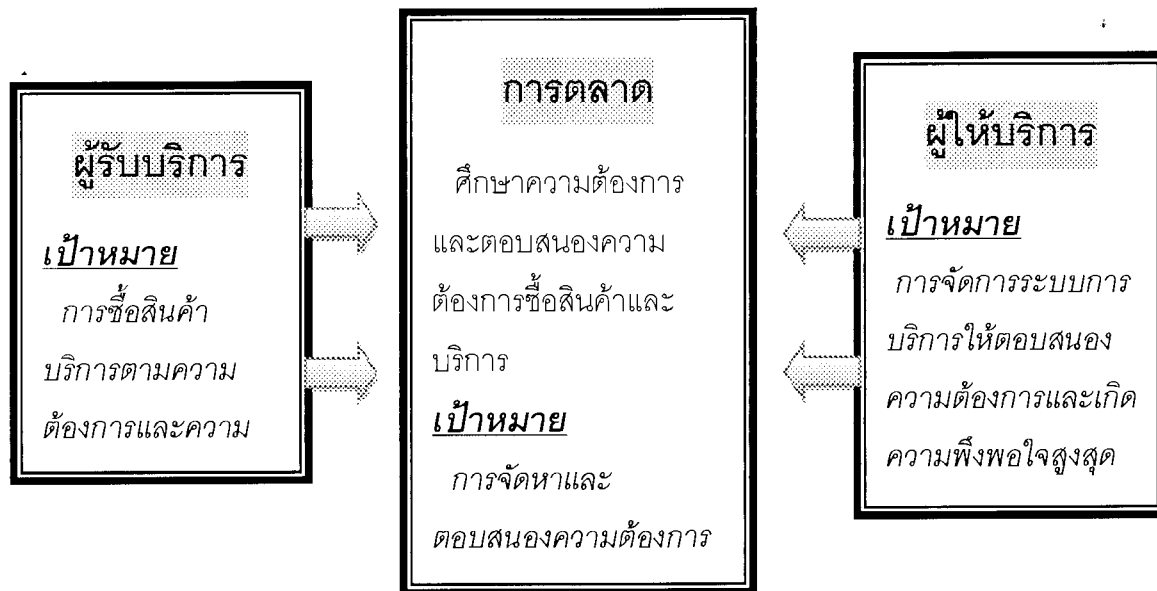 ผู้รับบริการ
เป้าหมาย
การซื้อสินค้า
บริการตามความ
ต้องการและความ
การตลาด
ศึกษาความต้องการ
และตอบสนองความ
ต้องการซื้อสินค้าและ
บริการ
เป้าหมาย
การจัดหาและ
ตอบสนองความต้องการ
ผู้ให้บริการ
เป้าหมาย
การจัดการระบบการ
บริการให้ตอบสนอง
ความต้องการและเกิด
ความพึงพอใจสูงสุด